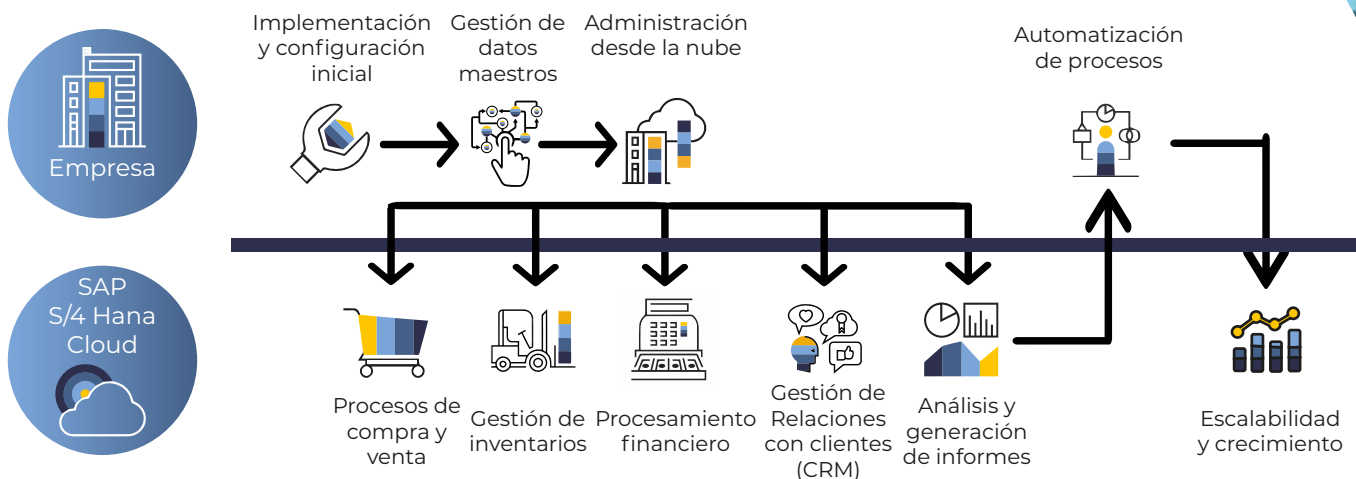 Empresa
Implementación
y configuración
inicial
Gestión de
datos
maestros
Administración
desde la nube
Automatización
de procesos
SAP
S/4 Hana
Cloud
Procesos de
compra y
venta
Gestión de
inventarios
Procesamiento
financiero
Gestión de
Relaciones
con clientes
(CRM)
Análisis y
generación
de informes
Escalabilidad
y crecimiento